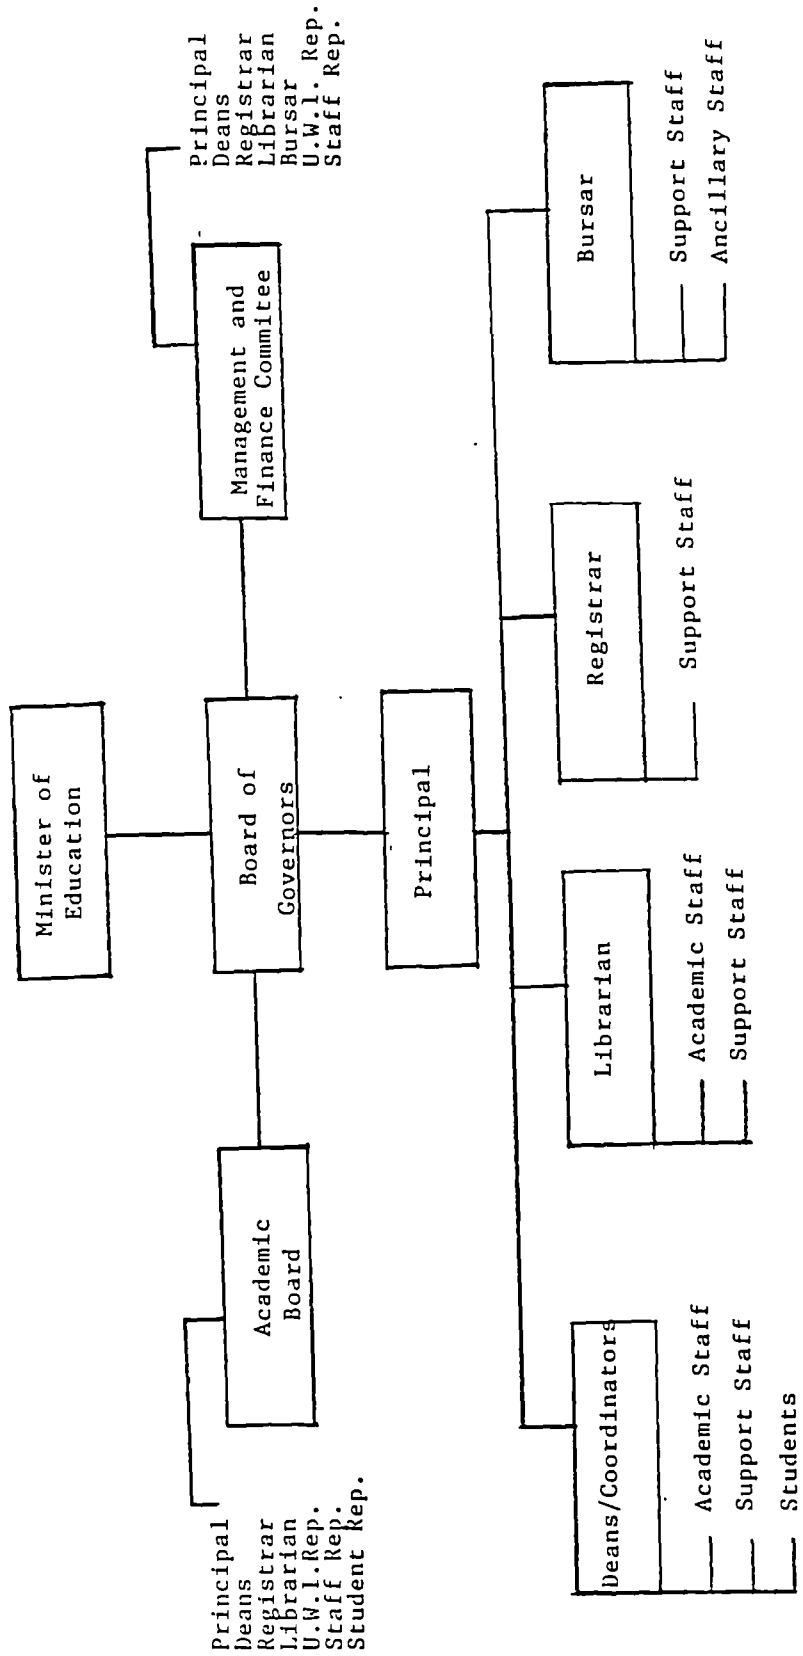 Minister of
Education
Principal
Deans
Registrar
Librarian
U.W.I.Rep.
Staff Rep.
Student Rep.
Academic
Board
Board of
Governors
Management and
Finance Commitee
Principal
Deans
Registrar
Librarian
Bursar
U.W.I. Rep.
Staff Rep.
Principal
Deans/Coordinators
Academic Staff
Support Staff
Students
Librarian
Academic Staff
Support Staff
Registrar
Support Staff
Bursar
Support Staff
Ancillary Staff